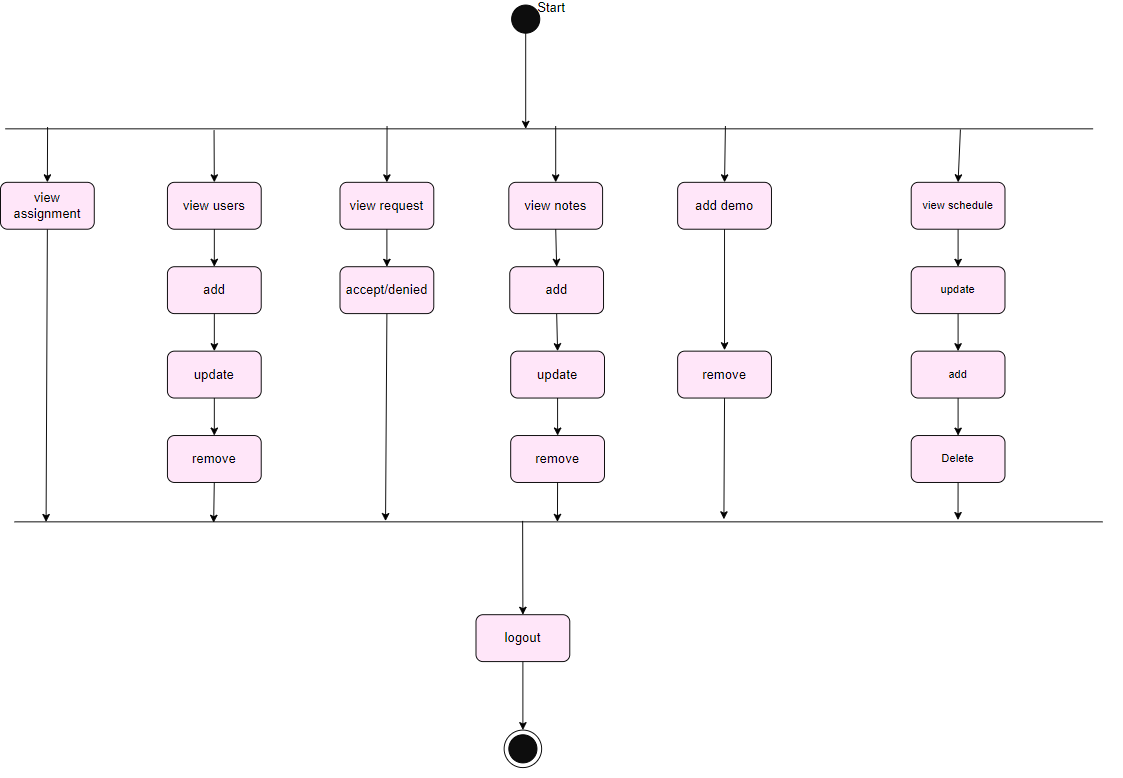 Start
view
assignment
view users
view request
view notes
add demo
view schedule
add
accept/denied
add
update
update
update
remove
add
remove
remove
Delete
logout